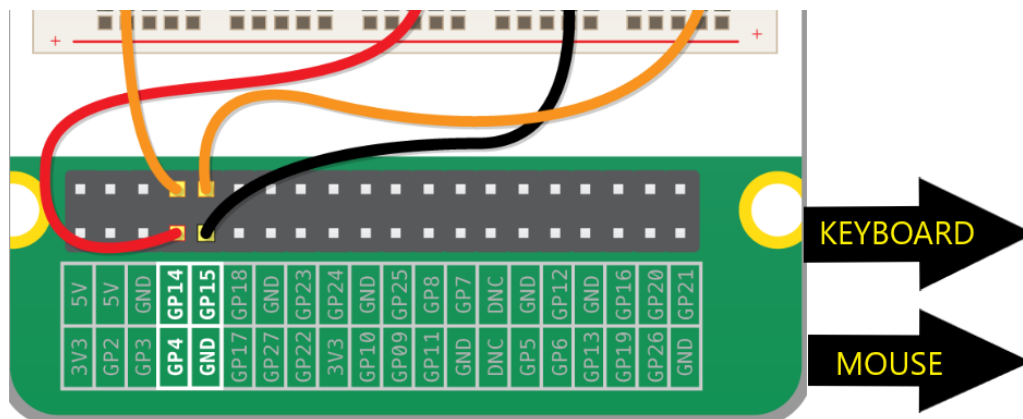 + +
5V 5V GND GP14 GP15 GP18 GND GP23 GP24 GND GP25 GP8 GP7 DNC GND GP12 GND GP16 GP20 GP21
3V3 GP2 GP3 GP4 GND GP17 GP27 GP22 3V3 GP10 GP09 GP11 GND DNC GP5 GP6 GP13 GP19 GP26 GND
KEYBOARD
MOUSE